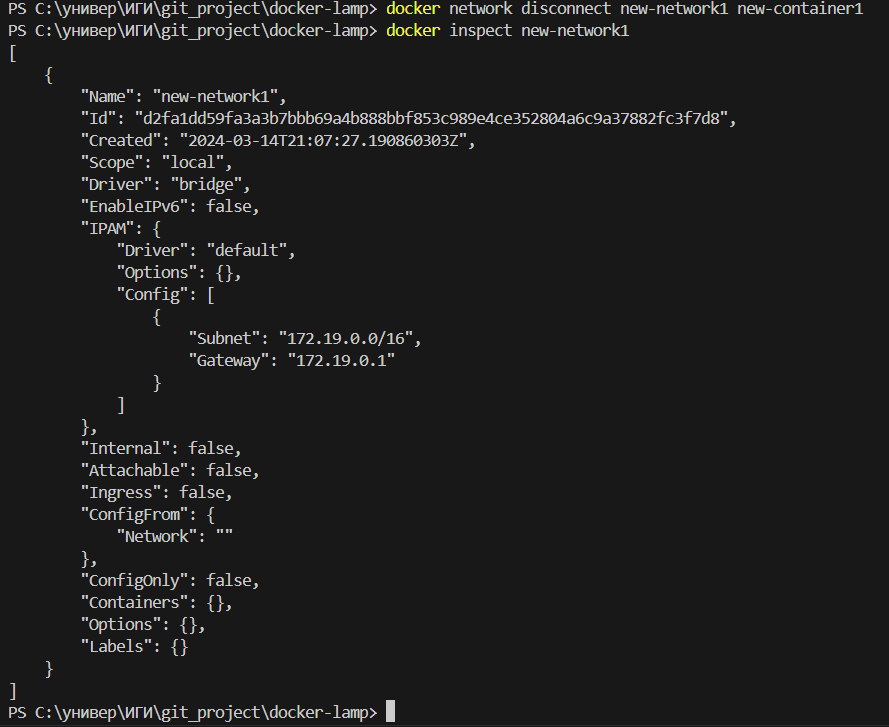 PS C:\универ\ИГИ\git_project\docker-lamp> docker network disconnect new-network1 new-container1
PS C:\универ\ИГИ\git_project\docker-lamp> docker inspect new-network1
[
    {
        "Name": "new-network1",
        "Id": "d2fa1dd59fa3a3b7bbb69a4b888bbf853c989e4ce352804a6c9a37882fc3f7d8",
        "Created": "2024-03-14T21:07:27.190860303Z",
        "Scope": "local",
        "Driver": "bridge",
        "EnableIPv6": false,
        "IPAM": {
            "Driver": "default",
            "Options": {},
            "Config": [
                {
                    "Subnet": "172.19.0.0/16",
                    "Gateway": "172.19.0.1"
                }
            ]
        },
        "Internal": false,
        "Attachable": false,
        "Ingress": false,
        "ConfigFrom": {
            "Network": ""
        },
        "ConfigOnly": false,
        "Containers": {},
        "Options": {},
        "Labels": {}
    }
]
PS C:\универ\ИГИ\git_project\docker-lamp>